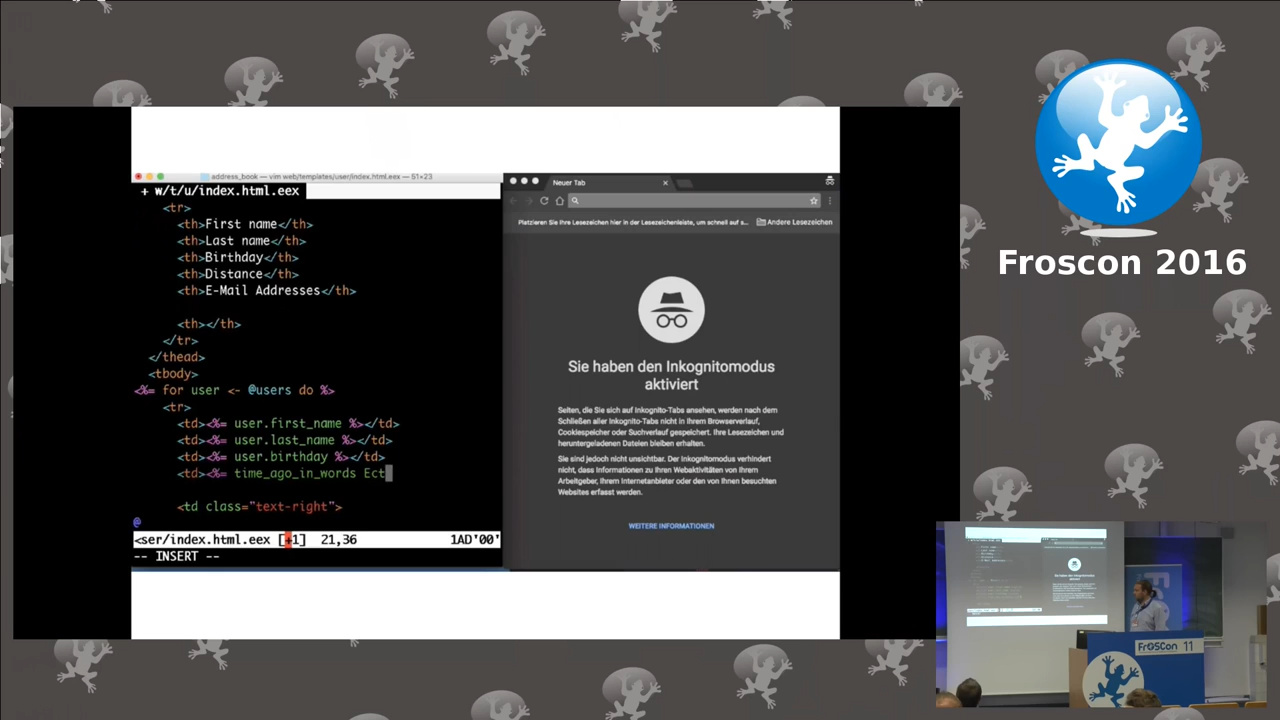 address_book — vim web/templates/user/index.html.eex — 51×23
+ w/t/u/index.html.eex
<tr>
<th>First name</th>
<th>Last name</th>
<th>Birthday</th>
<th>Distance</th>
<th>E-Mail Addresses</th>
<th></th>
</tr>
</thead>
<tbody>
<%= for user <- @users do %>
<tr>
<td><%= user.first_name %></td>
<td><%= user.last_name %></td>
<td><%= user.birthday %></td>
<td><%= time_ago_in_words Ect
<td class="text-right">
@
<ser/index.html.eex [+1] 21,36 1AD'00'
-- INSERT --
Neuer Tab
Platzieren Sie Ihre Lesezeichen hier in der Lesezeichenleiste, um schnell auf s...
Andere Lesezeichen
Sie haben den Inkognitomodus
aktiviert
Seiten, die Sie sich auf Inkognito-Tabs ansehen, werden nach dem
Schließen aller Inkognito-Tabs nicht in Ihrem Browserverlauf,
Cookiespeicher oder Suchverlauf gespeichert. Ihre Lesezeichen und
heruntergeladenen Dateien bleiben erhalten.
Sie sind jedoch nicht unsichtbar. Der Inkognitomodus verhindert
nicht, dass Informationen zu Ihren Webaktivitäten von Ihrem
Arbeitgeber, Ihrem Internetanbieter oder den von Ihnen besuchten
Websites erfasst werden.
WEITERE INFORMATIONEN
Froscon 2016
FrOSCon 11